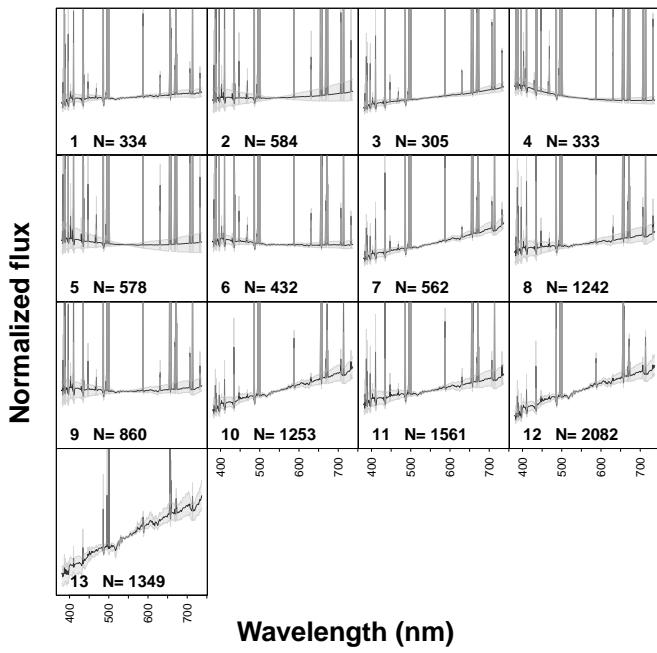 1 N= 334
2 N= 584
3 N= 305
4 N= 333
5 N= 578
6 N= 432
7 N= 562
8 N= 1242
9 N= 860
10 N= 1253
11 N= 1561
12 N= 2082
400 500 600 700
400 500 600 700
400 500 600 700
13 N= 1349
400 500 600 700
Normalized flux
Wavelength (nm)